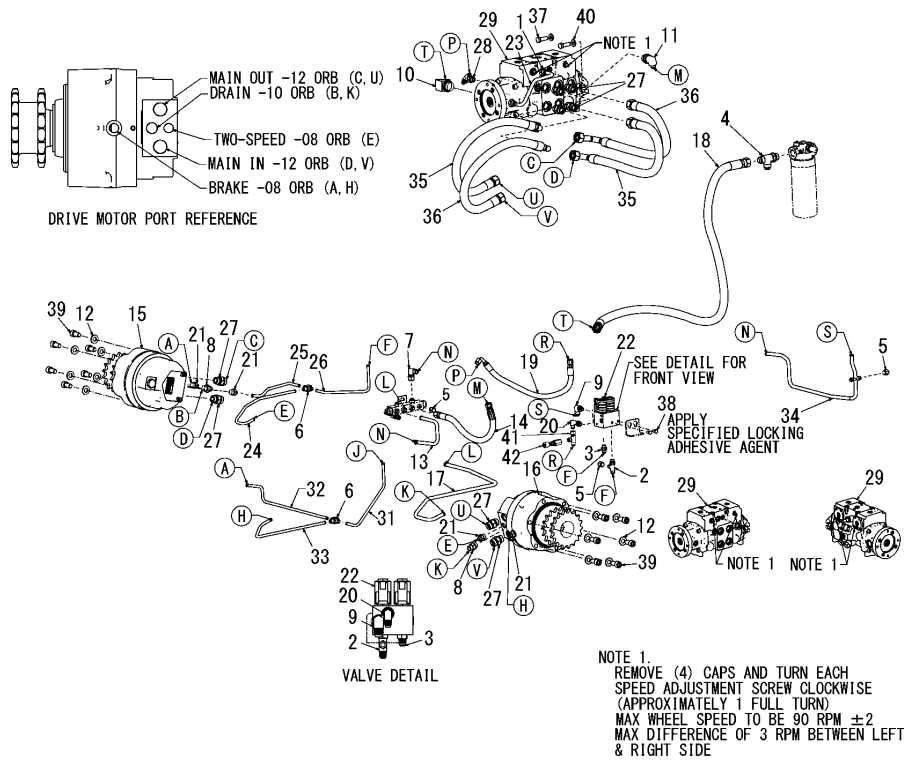 29
37
1
40
23
NOTE 1
11
P
T
28
10
M
27
36
4
18
MAIN OUT -12 ORB (C,U)
DRAIN -10 ORB (B,K)
TWO-SPEED -08 ORB (E)
MAIN IN -12 ORB (D,V)
BRAKE -08 ORB (A,H)
DRIVE MOTOR PORT REFERENCE
C
D
35
U
35
36
V
T
N
S
5
34
39
12
15
A
21
8
27
C
21
25
26
F
7
N
P
R
19
22
SEE DETAIL FOR
FRONT VIEW
9
S
20
38
APPLY
SPECIFIED LOCKING
ADHESIVE AGENT
L
5
M
14
41
42
R
3
F
2
5
F
B
D
27
24
E
6
N
13
L
17
16
J
A
32
6
31
H
33
K
U
27
21
E
K
8
V
27
21
H
12
39
29
NOTE 1
29
NOTE 1
22
20
9
2
3
VALVE DETAIL
NOTE 1.
REMOVE (4) CAPS AND TURN EACH
SPEED ADJUSTMENT SCREW CLOCKWISE
(APPROXIMATELY 1 FULL TURN)
MAX WHEEL SPEED TO BE 90 RPM ±2
MAX DIFFERENCE OF 3 RPM BETWEEN LEFT
& RIGHT SIDE